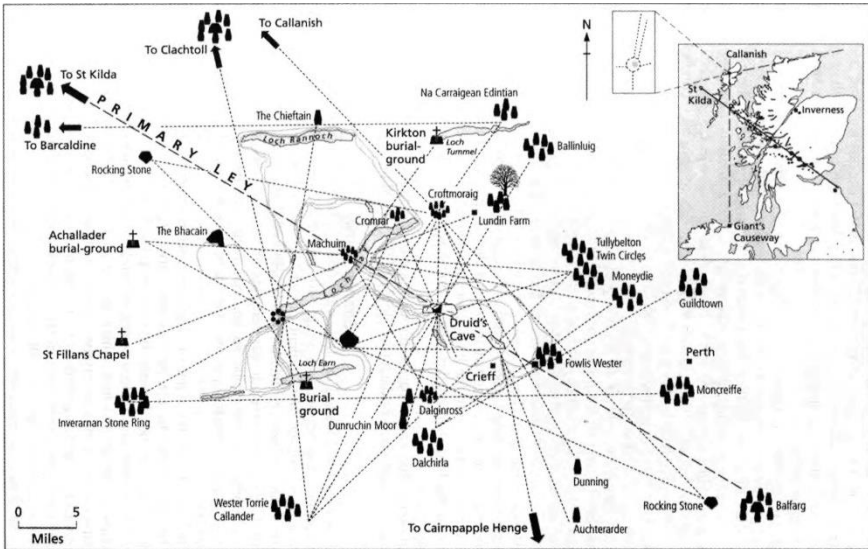 To Callanish
To Clachtoll
N
Callanish
St
Kilda
Inverness
Giant's
Causeway
To St Kilda
PRIMARY LEY
The Chieftain
Na Carraigean Edintian
Loch Rannoch
Kirkton
burial-
ground
Loch
Tummel
Ballinluig
To Barcaldine
Rocking Stone
Croftmoraig
Cromrar
Lundin Farm
Achallader
burial-ground
The Bhacain
Machuim
Loch
Tullybelton
Twin Circles
Moneydie
Guildtown
Druid's
Cave
St Fillans Chapel
Loch Earn
Crieff
Fowlis Wester
Perth
Burial-
ground
Inverarnan Stone Ring
Dunruchin Moor
Dalginross
Moncreiffe
Dalchirla
Dunning
Wester Torrie
Callander
Rocking Stone
Balfarg
0 5
Miles
To Cairnpapple Henge
Auchterarder